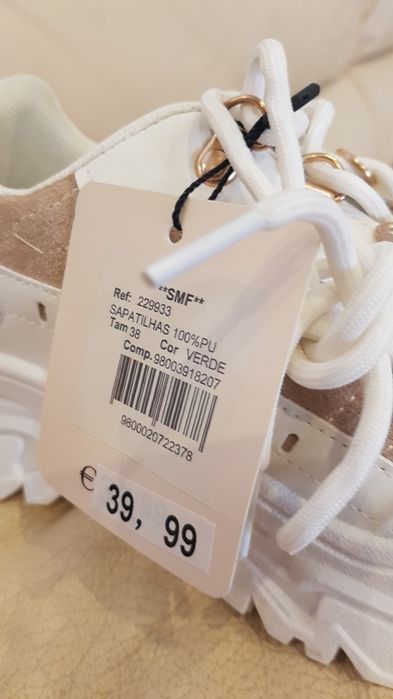 **SMF**
Ref: 229933
SAPATILHAS 100%PU
Tam 38 Cor VERDE
Comp. 98003918207
9800020722378
€ 39, 99